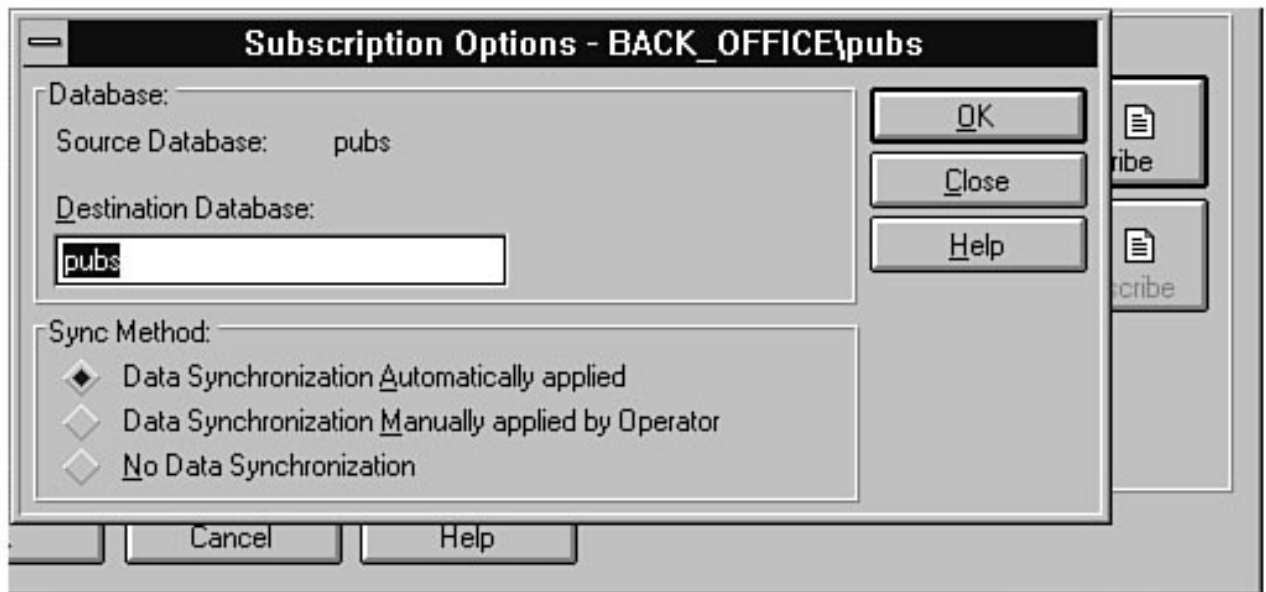 Subscription Options - BACK_OFFICE\pubs
Database:
Source Database: pubs
Destination Database:
pubs
Sync Method:
Data Synchronization Automatically applied
Data Synchronization Manually applied by Operator
No Data Synchronization
OK
Close
Help
ribe
scribe
Cancel
Help